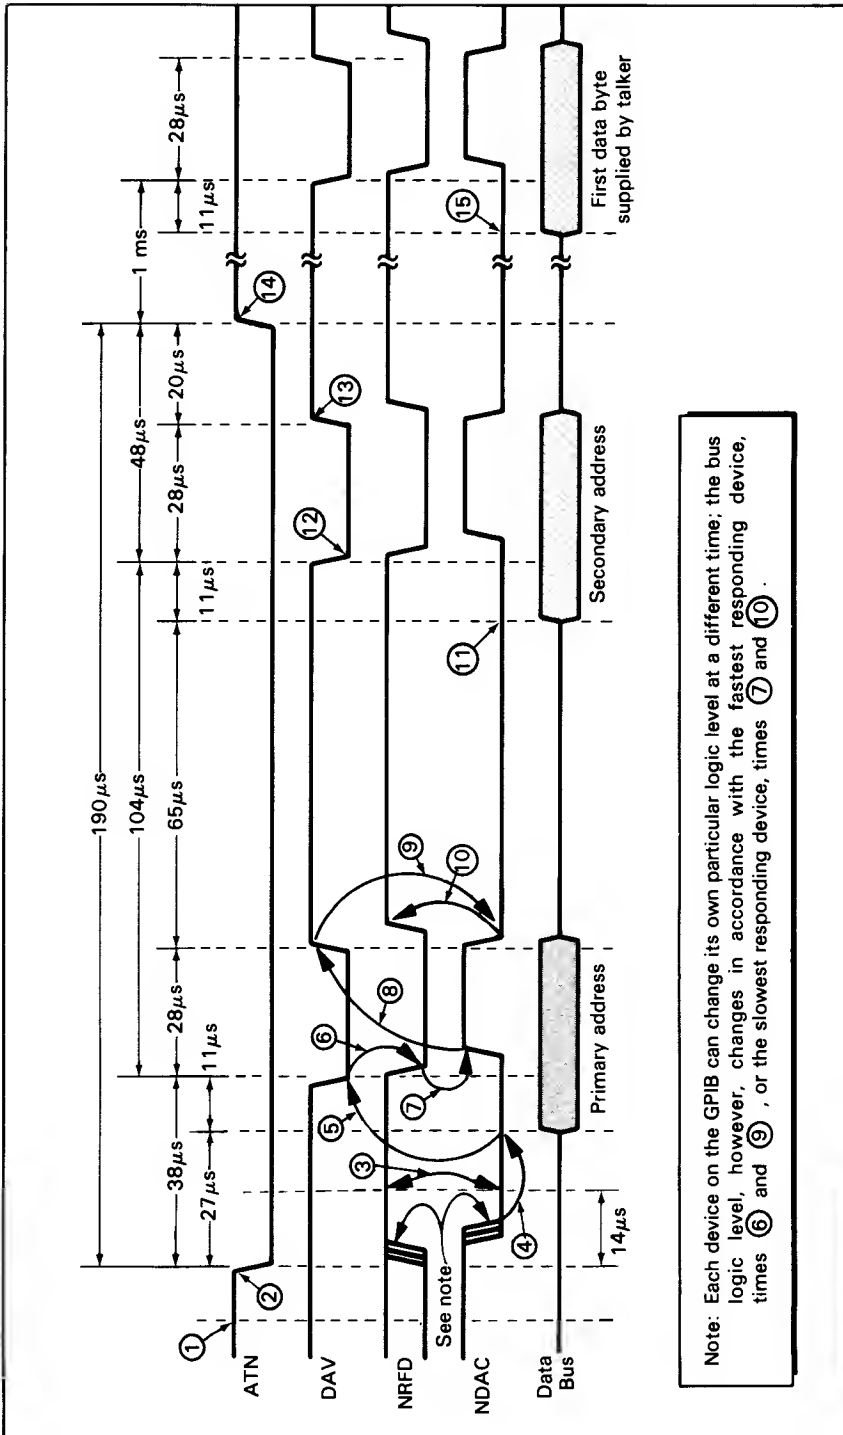 190μs
104μs
48μs
1 ms
38μs
28μs
65μs
11μs
28μs
20μs
11μs
28μs
27μs
11μs
14μs
ATN
DAV
NRFD
NDAC
Data
Bus
See note
1
2
3
4
5
6
7
8
9
10
11
12
13
14
15
Primary address
Secondary address
First data byte
supplied by talker
Note: Each device on the GPIB can change its own particular logic level at a different time; the bus
logic level, however, changes in accordance with the fastest responding device,
times 6 and 9 , or the slowest responding device, times 7 and 10 .